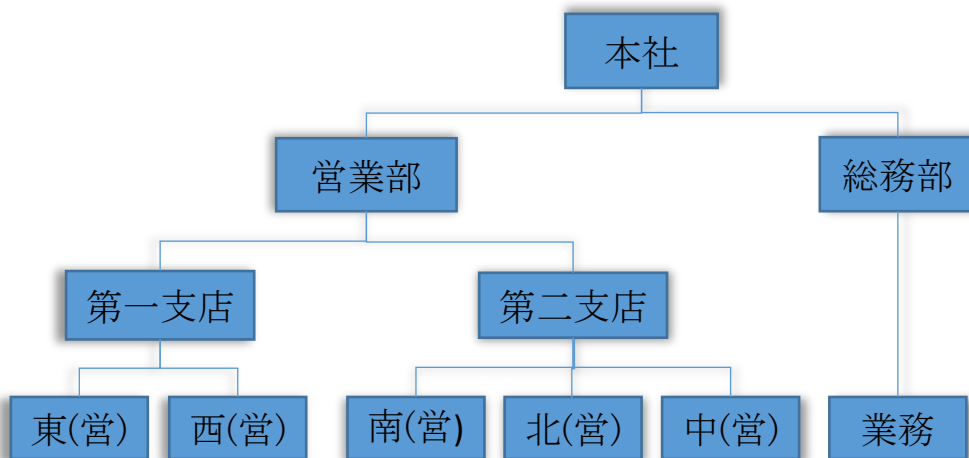 本社
営業部
総務部
第一支店
第二支店
東(営)
西(営)
南(営)
北(営)
中(営)
業務